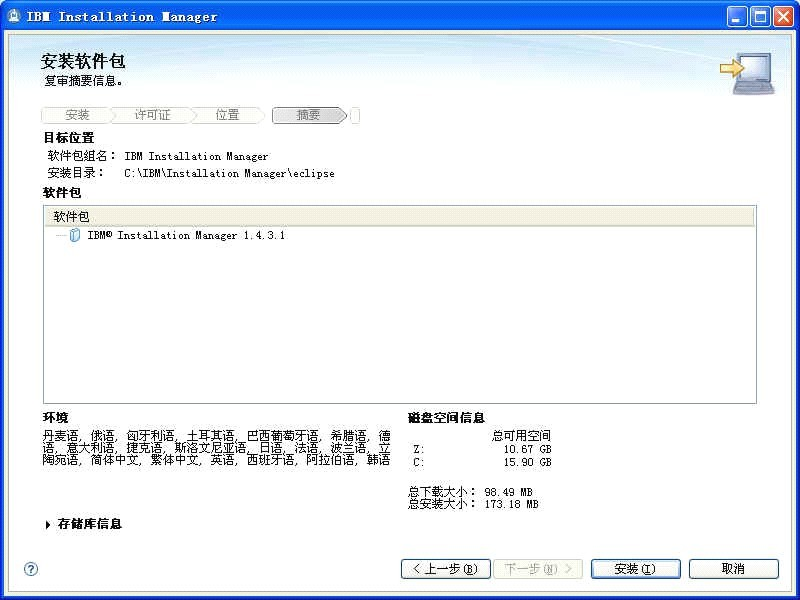 IBM Installation Manager
安装软件包
复审摘要信息。
安装 许可证 位置 摘要
目标位置
软件包组名： IBM Installation Manager
安装目录： C:\IBM\Installation Manager\eclipse
软件包
软件包
IBM® Installation Manager 1.4.3.1
环境
丹麦语, 俄语, 匈牙利语, 土耳其语, 巴西葡萄牙语, 希腊语, 德
语, 意大利语, 捷克语, 斯洛文尼亚语, 日语, 法语, 波兰语, 立
陶宛语, 简体中文, 繁体中文, 英语, 西班牙语, 阿拉伯语, 韩语
磁盘空间信息
总可用空间
Z: 10.67 GB
C: 15.90 GB
总下载大小： 98.49 MB
总安装大小： 173.18 MB
存储库信息
?
< 上一步(B) 下一步(N) > 安装(I) 取消